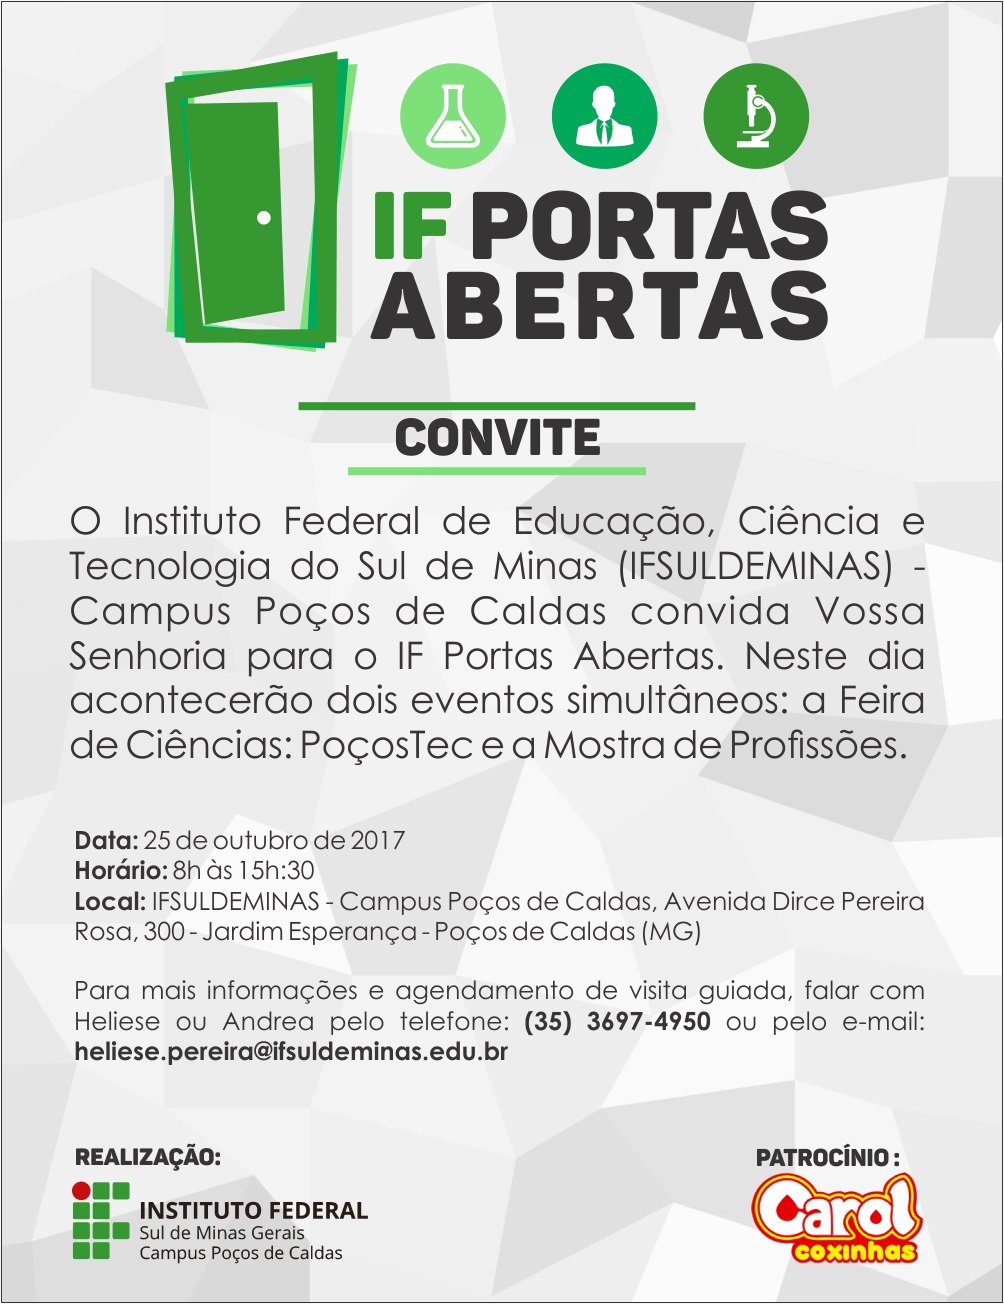 IF PORTAS
ABERTAS
CONVITE
O Instituto Federal de Educação, Ciência e
Tecnologia do Sul de Minas (IFSULDEMINAS) -
Campus Poços de Caldas convida Vossa
Senhoria para o IF Portas Abertas. Neste dia
acontecerão dois eventos simultâneos: a Feira
de Ciências: PoçosTec e a Mostra de Profissões.
Data: 25 de outubro de 2017
Horário: 8h às 15h:30
Local: IFSULDEMINAS - Campus Poços de Caldas, Avenida Dirce Pereira
Rosa, 300 - Jardim Esperança - Poços de Caldas (MG)
Para mais informações e agendamento de visita guiada, falar com
Heliese ou Andrea pelo telefone: (35) 3697-4950 ou pelo e-mail:
heliese.pereira@ifsuldeminas.edu.br
REALIZAÇÃO:
INSTITUTO FEDERAL
Sul de Minas Gerais
Campus Poços de Caldas
PATROCÍNIO :
Carol
coxinhas